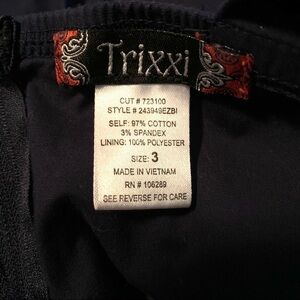 Trixxi
CUT # 723100
STYLE # 243949EZBI
SELF: 97% COTTON
3% SPANDEX
LINING: 100% POLYESTER
SIZE: 3
MADE IN VIETNAM
RN # 106289
SEE REVERSE FOR CARE